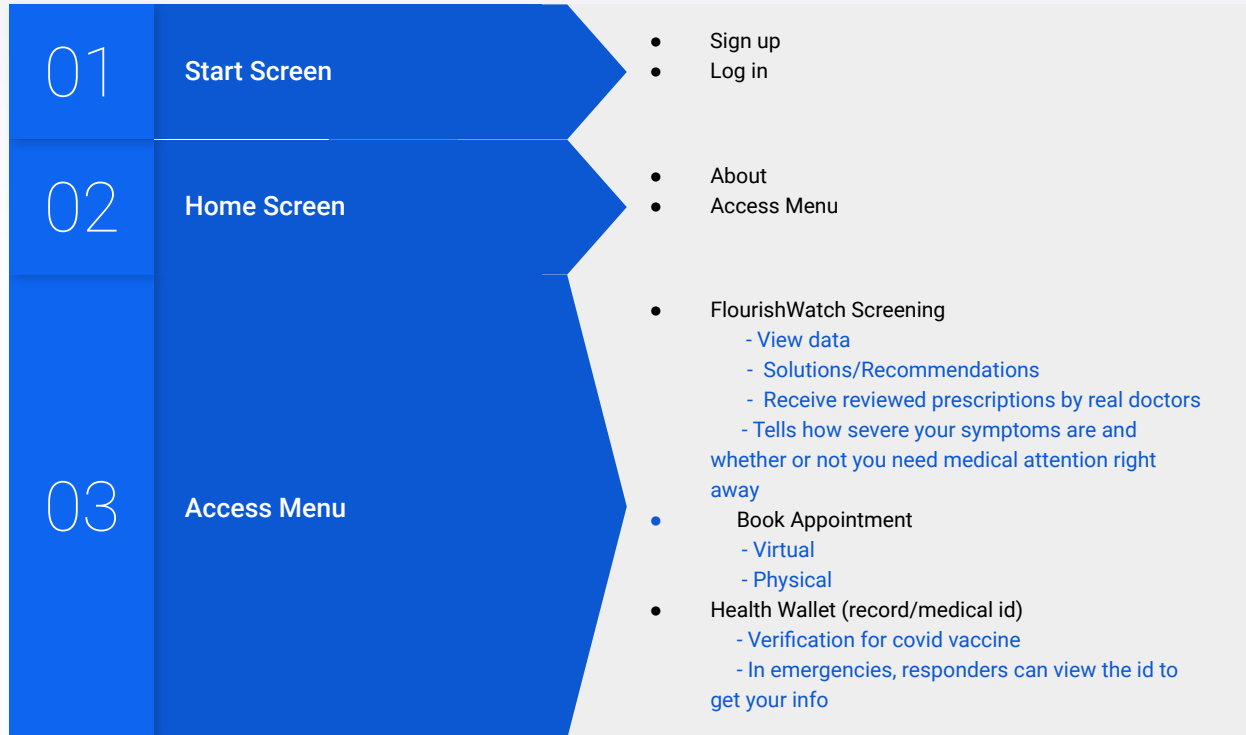 01
Start Screen
● Sign up
● Log in
02
Home Screen
● About
● Access Menu
03
Access Menu
● FlourishWatch Screening
- View data
- Solutions/Recommendations
- Receive reviewed prescriptions by real doctors
- Tells how severe your symptoms are and
whether or not you need medical attention right
away
● Book Appointment
- Virtual
- Physical
● Health Wallet (record/medical id)
- Verification for covid vaccine
- In emergencies, responders can view the id to
get your info